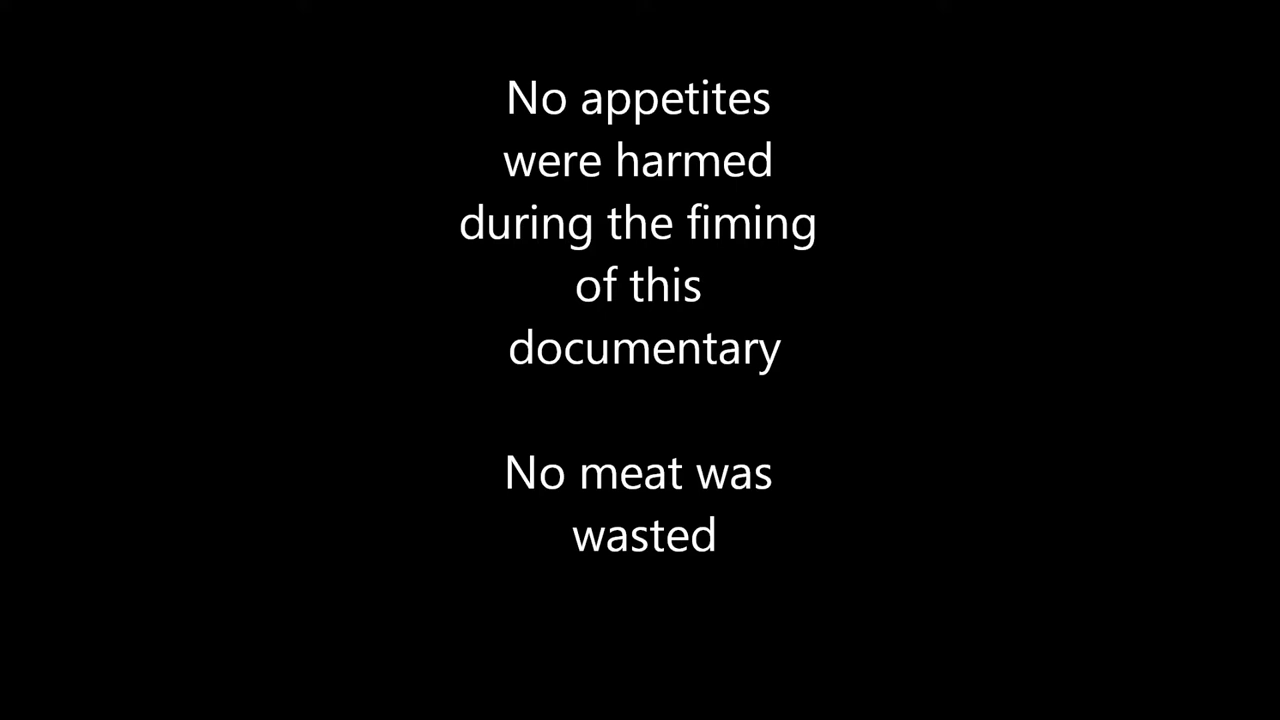 No appetites
were harmed
during the fiming
of this
documentary
No meat was
wasted